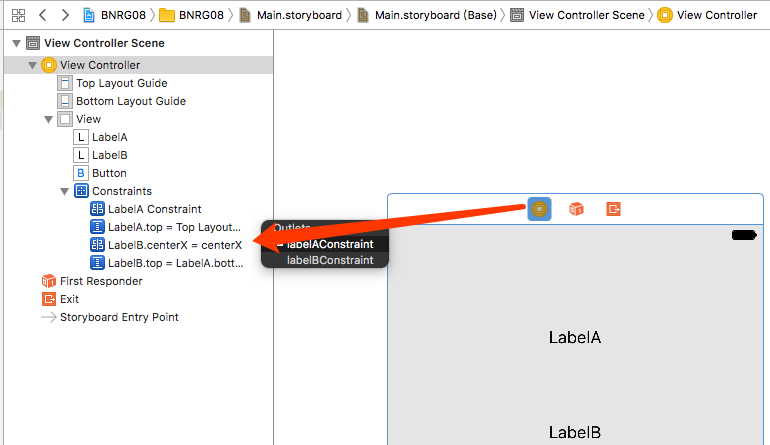 BNRG08 BNRG08 Main.storyboard Main.storyboard (Base) View Controller Scene View Controller
View Controller Scene
View Controller
Top Layout Guide
Bottom Layout Guide
View
L LabelA
L LabelB
B Button
Constraints
LabelA Constraint
LabelA.top = Top Layout...
LabelB.centerX = centerX
LabelB.top = LabelA.bott...
First Responder
Exit
Storyboard Entry Point
Outlets
labelAConstraint
labelBConstraint
LabelA
LabelB